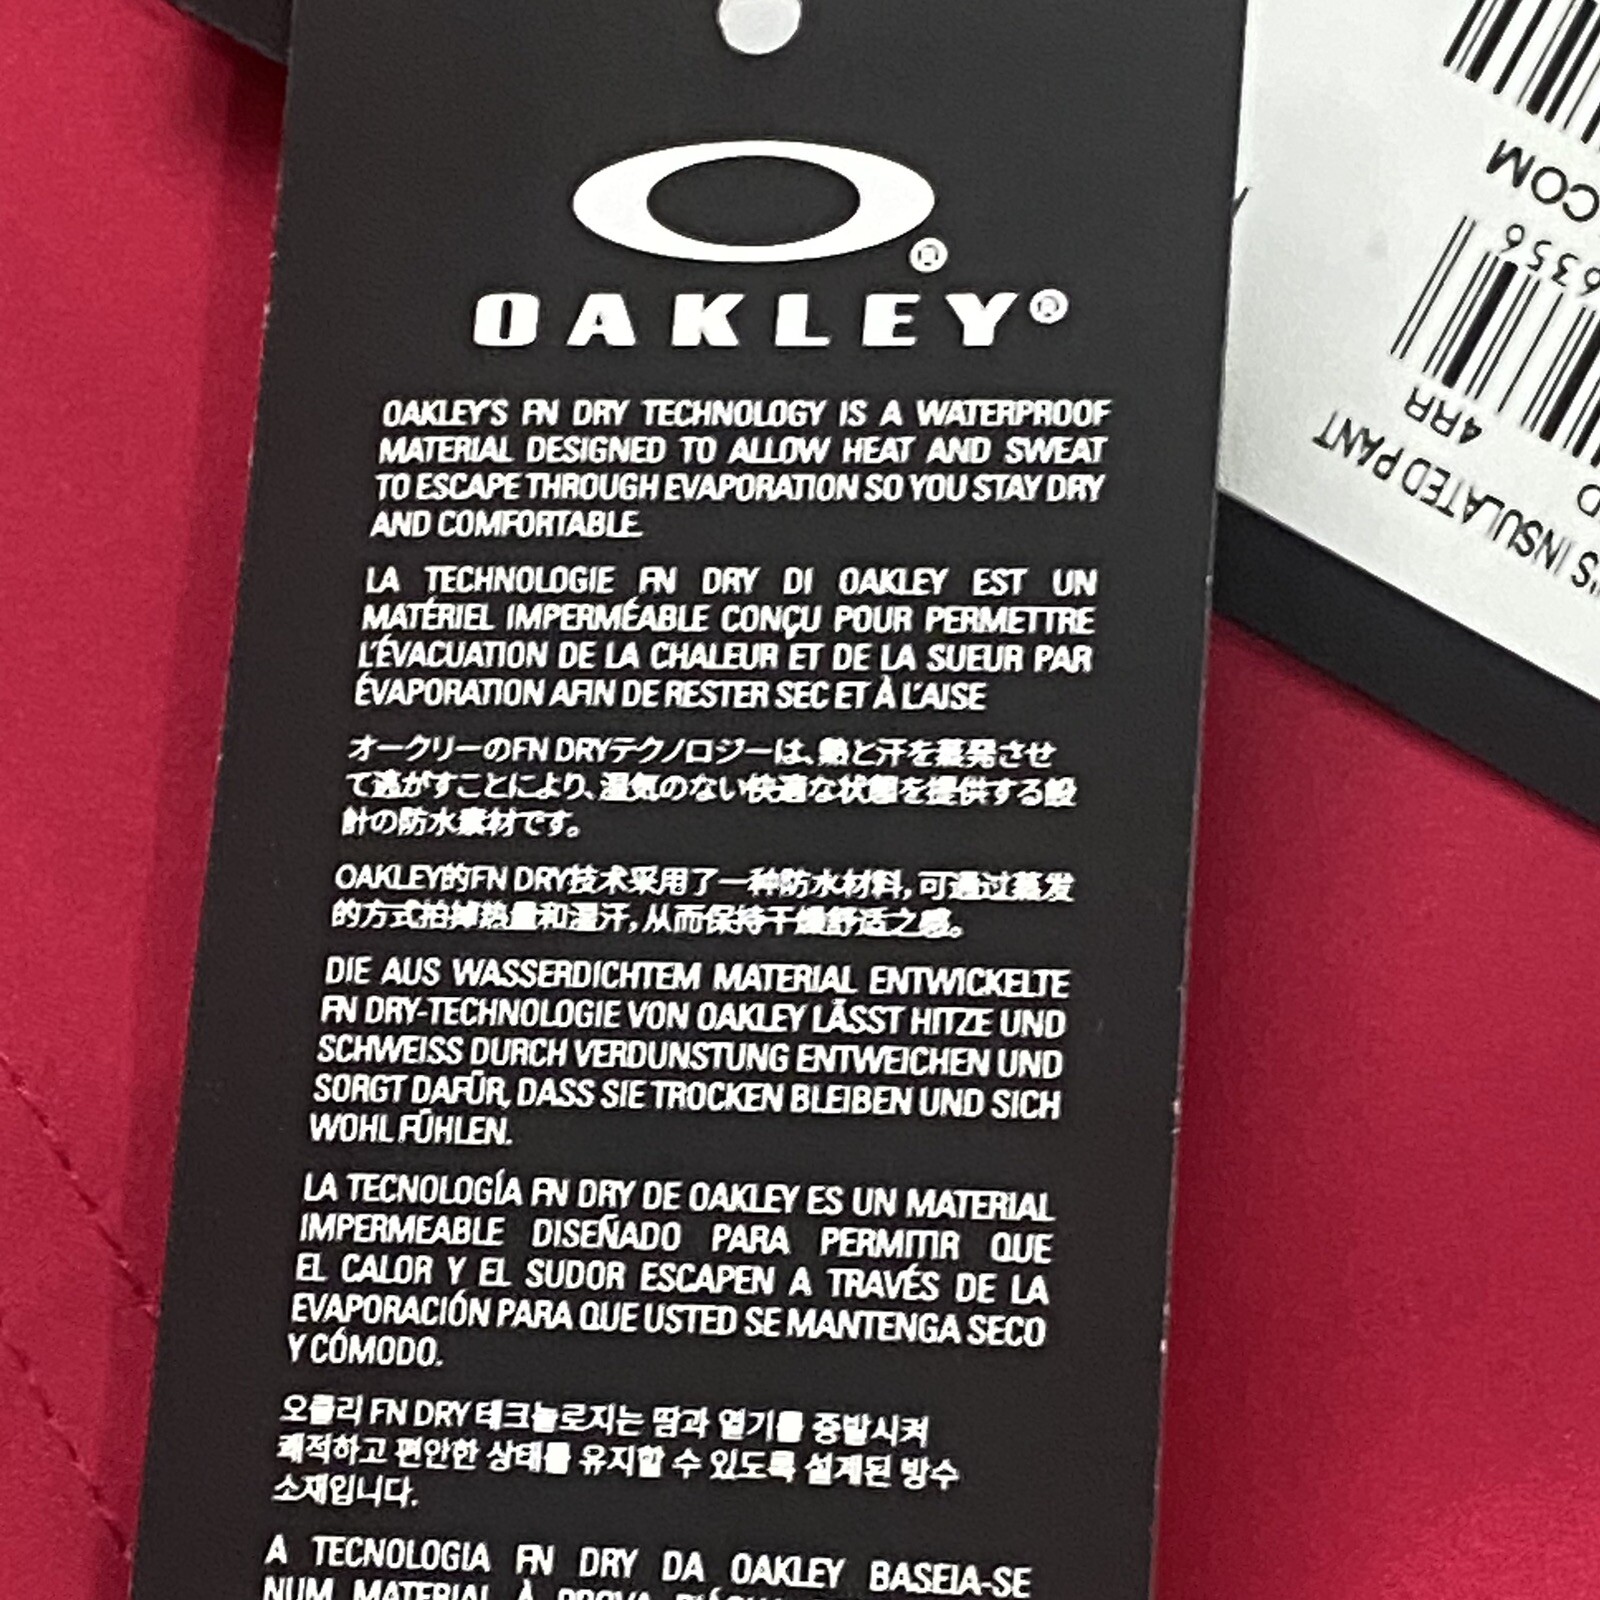 OAKLEY®
OAKLEY'S FN DRY TECHNOLOGY IS A WATERPROOF
MATERIAL DESIGNED TO ALLOW HEAT AND SWEAT
TO ESCAPE THROUGH EVAPORATION SO YOU STAY DRY
AND COMFORTABLE.
LA TECHNOLOGIE FN DRY DI OAKLEY EST UN
MATÉRIEL IMPERMÉABLE CONÇU POUR PERMETTRE
L'ÉVACUATION DE LA CHALEUR ET DE LA SUEUR PAR
ÉVAPORATION AFIN DE RESTER SEC ET À L'AISE
オークリーのFN DRYテクノロジーは、熱と汗を蒸発させ
て逃がすことにより、湿気のない快適な状態を提供する設
計の防水素材です。
OAKLEY的FN DRY技术采用了一种防水材料,可通过蒸发
的方式排掉热量和湿汗,从而保持干燥舒适之感。
DIE AUS WASSERDICHTEM MATERIAL ENTWICKELTE
FN DRY-TECHNOLOGIE VON OAKLEY LÄSST HITZE UND
SCHWEISS DURCH VERDUNSTUNG ENTWEICHEN UND
SORGT DAFÜR, DASS SIE TROCKEN BLEIBEN UND SICH
WOHL FÜHLEN.
LA TECNOLOGÍA FN DRY DE OAKLEY ES UN MATERIAL
IMPERMEABLE DISEÑADO PARA PERMITIR QUE
EL CALOR Y EL SUDOR ESCAPEN A TRAVÉS DE LA
EVAPORACIÓN PARA QUE USTED SE MANTENGA SECO
Y CÓMODO.
오클리 FN DRY 테크놀로지는 땀과 열기를 증발시켜
쾌적하고 편안한 상태를 유지할 수 있도록 설계된 방수
소재입니다.
A TECNOLOGIA FN DRY DA OAKLEY BASEIA-SE
NUM MATERIAL À PROVA
.COM
6356
4RR
'S INSULATED PANT